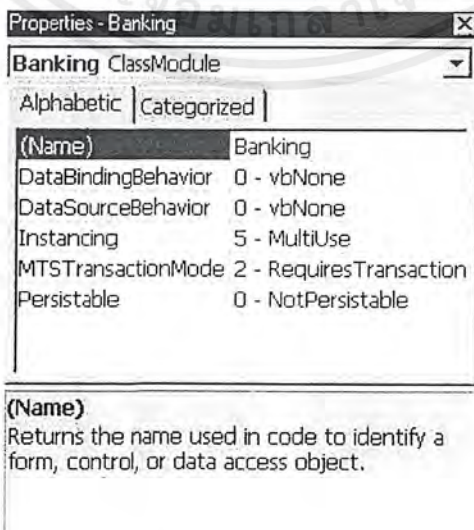 Properties - Banking
Banking ClassModule
Alphabetic Categorized
(Name) Banking
DataBindingBehavior 0 - vbNone
DataSourceBehavior 0 - vbNone
Instancing 5 - MultiUse
MTSTransactionMode 2 - RequiresTransaction
Persistable 0 - NotPersistable
(Name)
Returns the name used in code to identify a
form, control, or data access object.